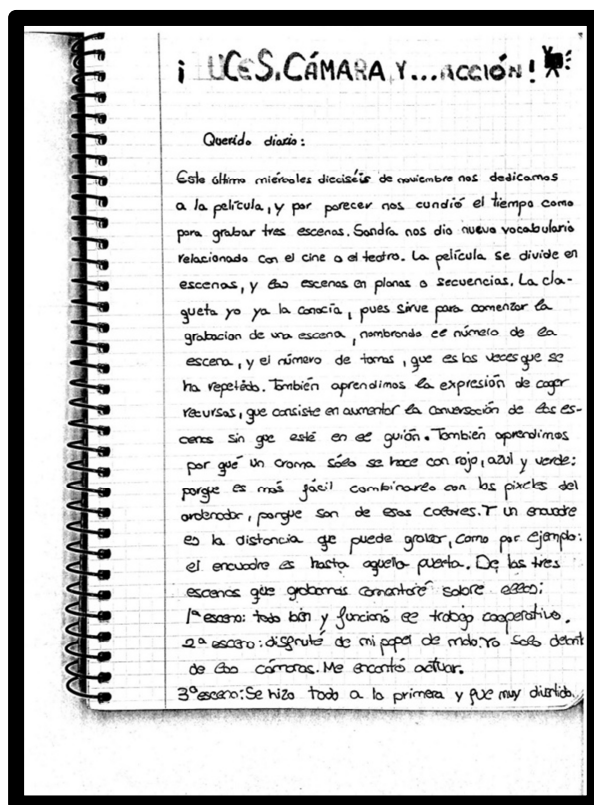 ¡LUCES, CÁMARA Y... ACCIÓN!
Querido diario:
Este último miércoles dieciséis de noviembre nos dedicamos
a la película, y por parecer nos cundió el tiempo como
para grabar tres escenas. Sandra nos dio nuevo vocabulario
relacionado con el cine o el teatro. La película se divide en
escenas, y las escenas en planos o secuencias. La cla-
queta yo ya la conocía, pues sirve para comenzar la
grabacion de una escena, nombrando el número de la
escena, y el número de tomas, que es las veces que se
ha repetido. También aprendimos la expresión de coger
recursos, que consiste en aumentar la conversación de las es-
cenas sin que esté en el guión. También aprendimos
por qué un croma sólo se hace con rojo, azul y verde:
porque es más fácil combinarlo con los pixeles del
ordenador, porque son de esos colores. Y un encuadre
es la distancia que puede grabar, como por ejemplo:
el encuadre es hasta aquella puerta. De las tres
escenas que grabamos comentaré sobre ellas:
1ª escena: todo bien y funcionó el trabajo cooperativo.
2ª escena: disfruté de mi papel de malo. Yo solo delant
de las cámaras. Me encantó actuar.
3ª escena: Se hizo todo a la primera y fue muy divertido.